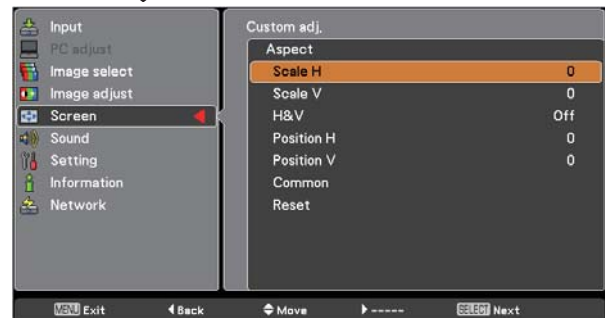 Input
PC adjust
Image select
Image adjust
Screen
Sound
Setting
Information
Network
Custom adj.
Aspect
Scale H 0
Scale V 0
H&V Off
Position H 0
Position V 0
Common
Reset
MENU Exit Back Move ----- SELECT Next